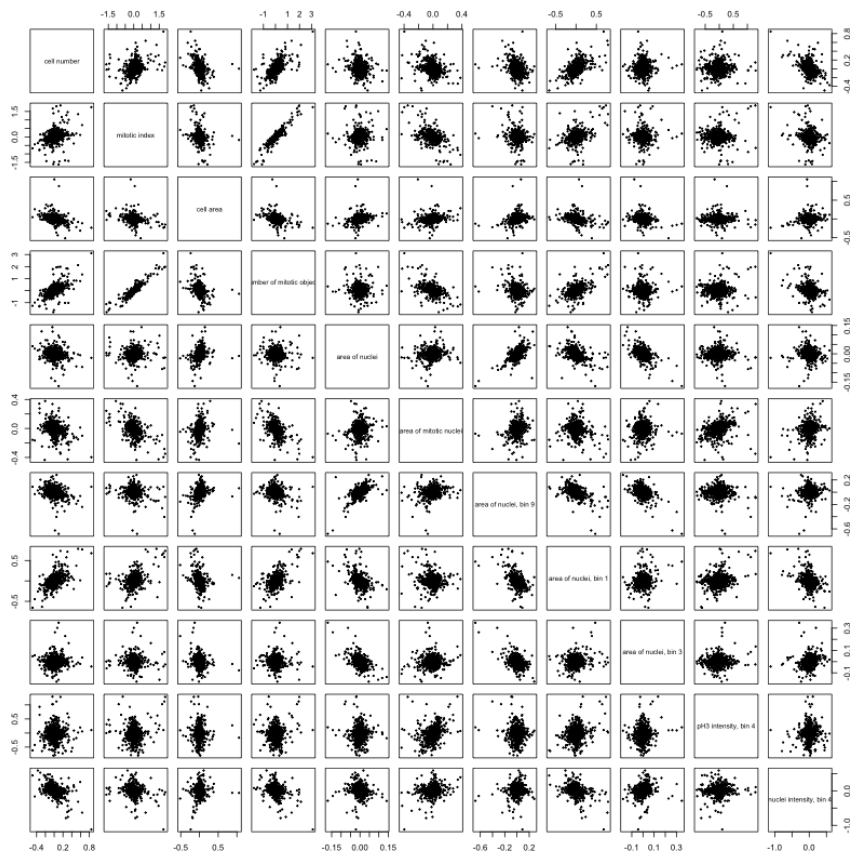 -1.5 0.0 1.5 -1 1 2 3 -0.4 0.0 0.4 -0.5 0.5 -0.5 0.5
cell number
-0.4 0.2 0.8
-1.5 0.0 1.5
mitotic index
cell area
-0.5 0.5
-1 1 2 3
mber of mitotic objec
area of nuclei
-0.15 0.00 0.15
-0.4 0.0 0.4
area of mitotic nuclei
area of nuclei, bin 9
-0.6 -0.2 0.2
-0.5 0.5
area of nuclei, bin 1
area of nuclei, bin 3
-0.1 0.1 0.3
-0.5 0.5
pH3 intensity, bin 4
nuclei intensity, bin
-1.0 0.0
-0.4 0.2 0.8 -0.5 0.5 -0.15 0.00 0.15 -0.6 -0.2 0.2 -0.1 0.1 0.3 -1.0 0.0